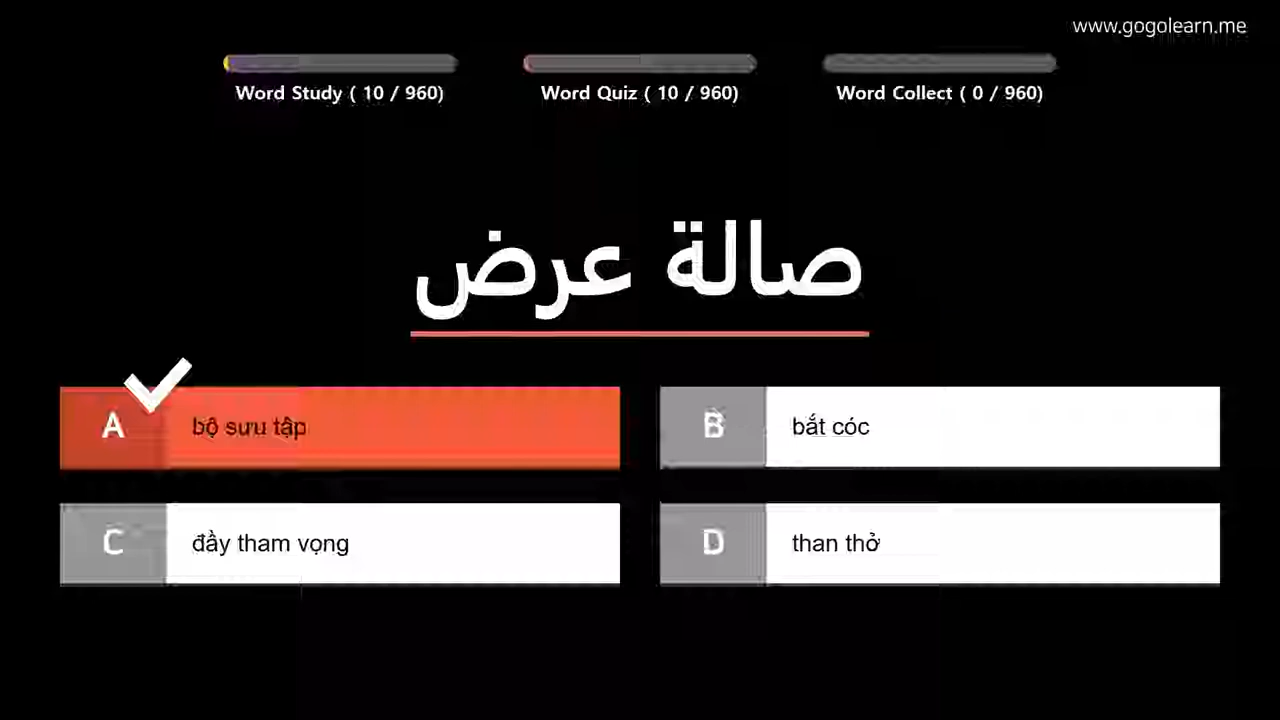 www.gogolearn.me
Word Study ( 10 / 960)
Word Quiz ( 10 / 960)
Word Collect ( 0 / 960)
صالة عرض
A
bộ sưu tập
B
bắt cóc
C
đầy tham vọng
D
than thở